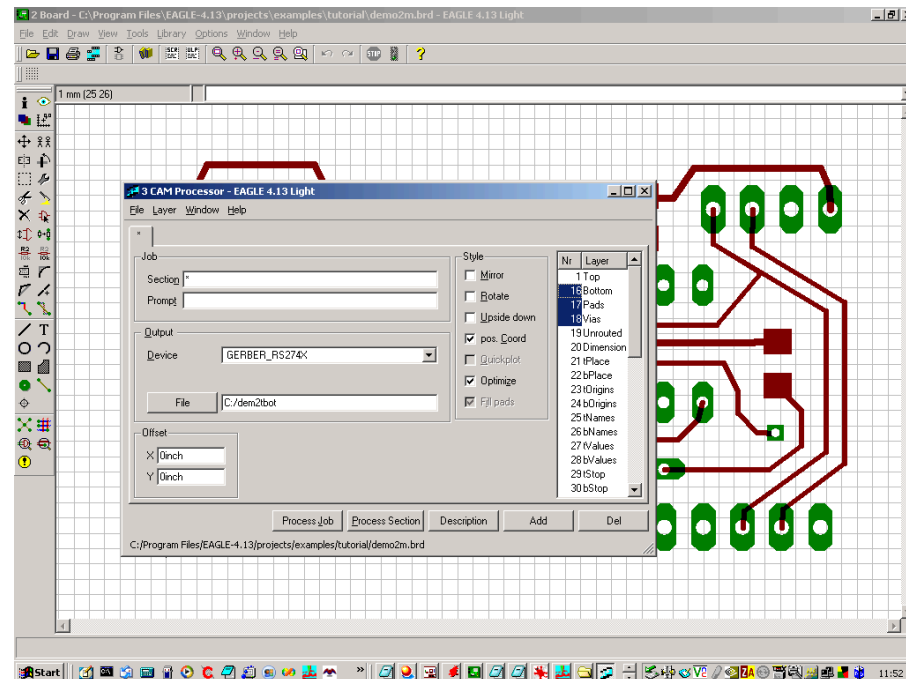 2 Board - C:\Program Files\EAGLE-4.13\projects\examples\tutorial\demo2m.brd - EAGLE 4.13 Light
File Edit Draw View Tools Library Options Window Help
1 mm (25 26)
3 CAM Processor - EAGLE 4.13 Light
File Layer Window Help
*
Job
Section *
Prompt
Output
Device GERBER_RS274X
File C:/dem2tbot
Offset
X 0inch
Y 0inch
Style
Mirror
Rotate
Upside down
pos. Coord
Quickplot
Optimize
Fill pads
Nr Layer
1 Top
16 Bottom
17 Pads
18 Vias
19 Unrouted
20 Dimension
21 tPlace
22 bPlace
23 tOrigins
24 bOrigins
25 tNames
26 bNames
27 tValues
28 bValues
29 tStop
30 bStop
Process Job Process Section Description Add Del
C:/Program Files/EAGLE-4.13/projects/examples/tutorial/demo2m.brd
Start 11:52